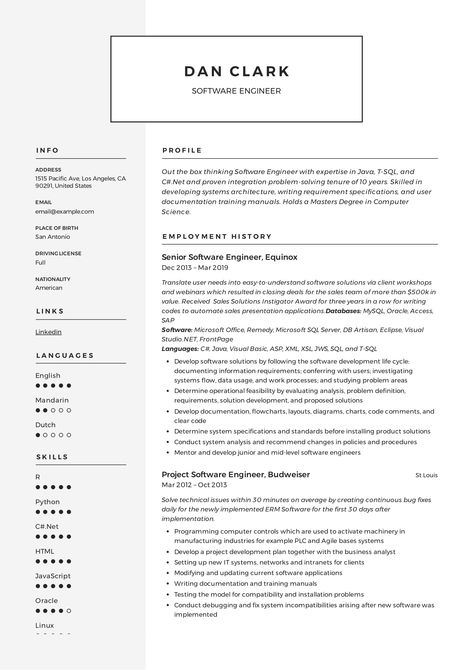 DAN CLARK
SOFTWARE ENGINEER
INFO
ADDRESS
1515 Pacific Ave, Los Angeles, CA
90291, United States
EMAIL
email@example.com
PLACE OF BIRTH
San Antonio
DRIVING LICENSE
Full
NATIONALITY
American
LINKS
LinkedIn
LANGUAGES
English
Mandarin
Dutch
SKILLS
R
Python
C#.Net
HTML
JavaScript
Oracle
Linux
PROFILE
Out the box thinking Software Engineer with expertise in Java, T-SQL, and
C#.Net and proven integration problem-solving tenure of 10 years. Skilled in
developing systems architecture, writing requirement specifications, and user
documentation training manuals. Holds a Masters Degree in Computer
Science.
EMPLOYMENT HISTORY
Senior Software Engineer, Equinox
Dec 2013 – Mar 2019
Translate user needs into easy-to-understand software solutions via client workshops
and webinars which resulted in closing deals for the sales team of more than $500k in
value. Received Sales Solutions Instigator Award for three years in a row for writing
codes to automate sales presentation applications.Databases: MySQL, Oracle, Access,
SAP
Software: Microsoft Office, Remedy, Microsoft SQL Server, DB Artisan, Eclipse, Visual
Studio.NET, FrontPage
Languages: C#, Java, Visual Basic, ASP, XML, XSL, JWS, SQL, and T-SQL
• Develop software solutions by following the software development life cycle;
documenting information requirements; conferring with users; investigating
systems flow, data usage, and work processes; and studying problem areas
• Determine operational feasibility by evaluating analysis, problem definition,
requirements, solution development, and proposed solutions
• Develop documentation, flowcharts, layouts, diagrams, charts, code comments, and
clear code
• Determine system specifications and standards before installing product solutions
• Conduct system analysis and recommend changes in policies and procedures
• Mentor and develop junior and mid-level software engineers
Project Software Engineer, Budweiser
St Louis
Mar 2012 – Oct 2013
Solve technical issues within 30 minutes on average by creating continuous bug fixes
daily for the newly implemented ERM Software for the first 30 days after
implementation.
• Programming computer controls which are used to activate machinery in
manufacturing industries for example PLC and Agile bases systems
• Develop a project development plan together with the business analyst
• Setting up new IT systems, networks and intranets for clients
• Modifying and updating current software applications
• Writing documentation and training manuals
• Testing the model for compatibility and installation problems
• Conduct debugging and fix system incompatibilities arising after new software was
implemented